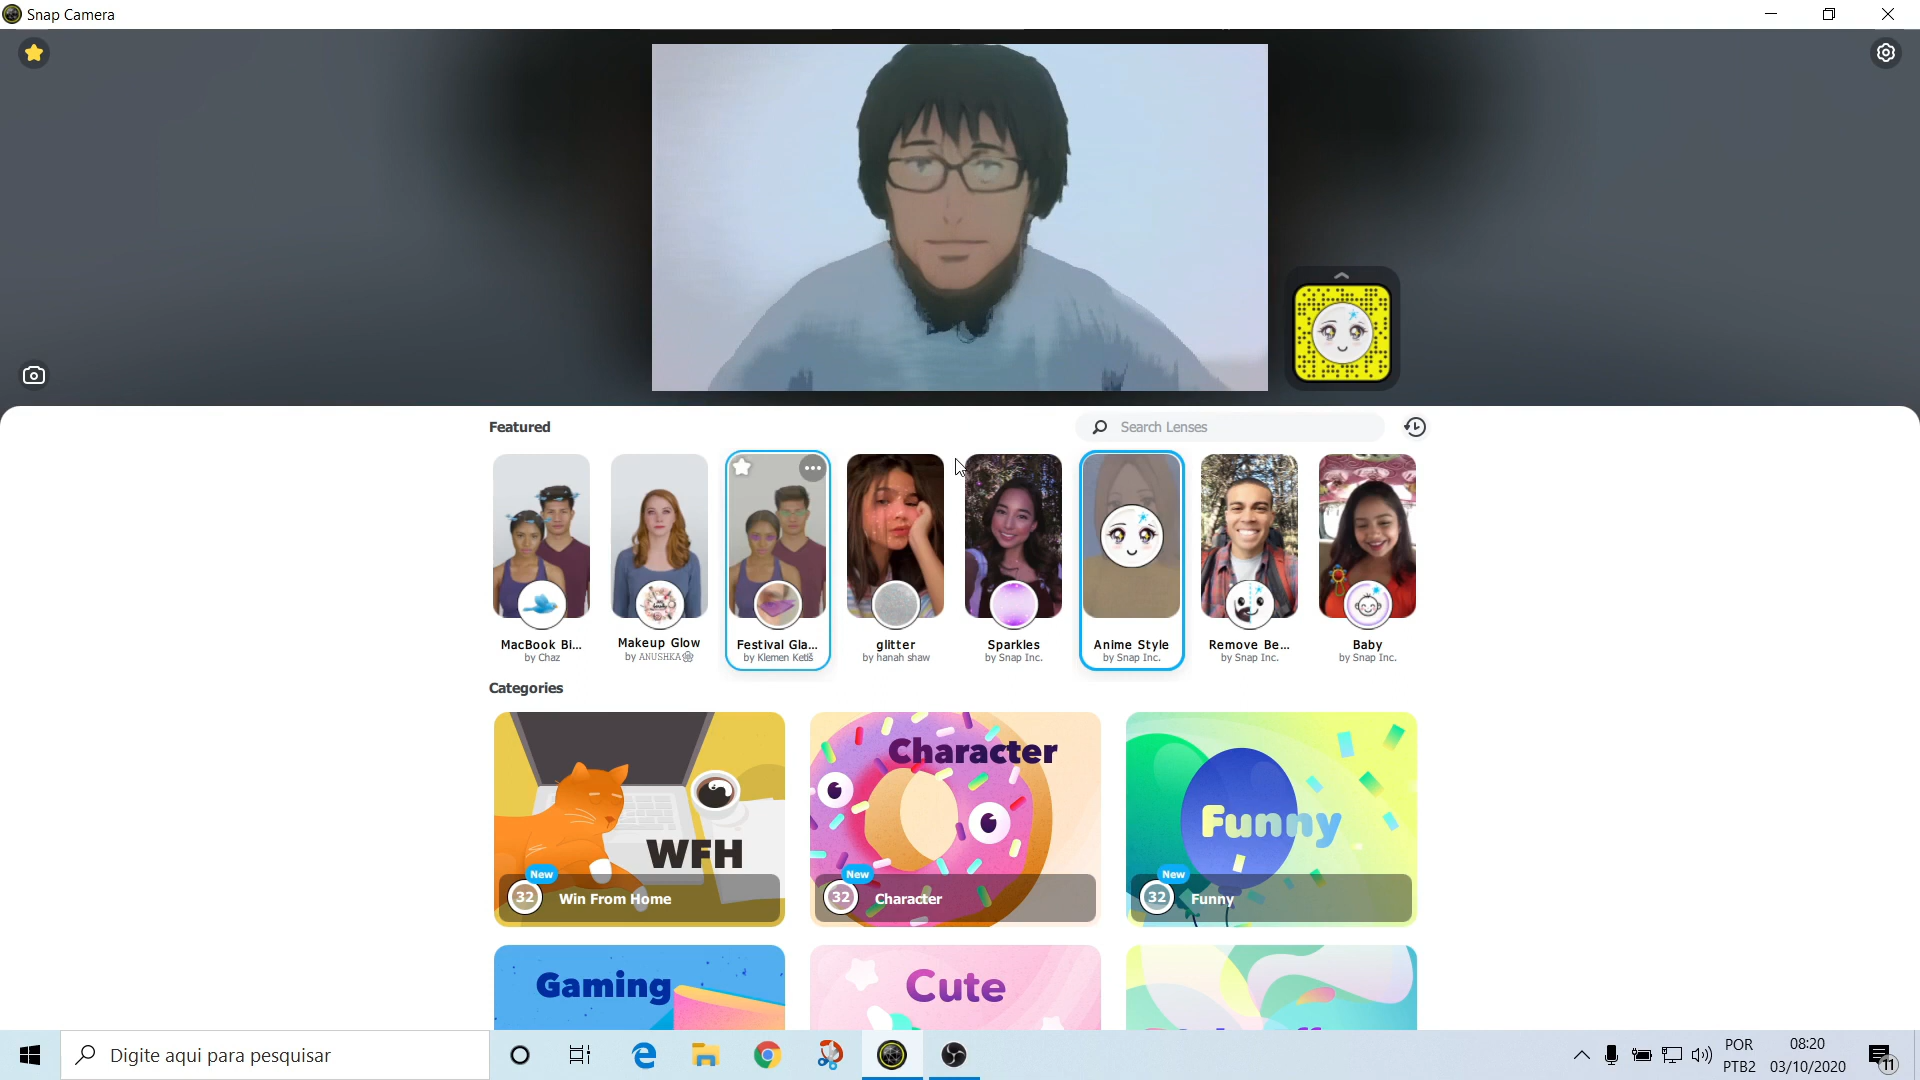 Snap Camera
Featured
Search Lenses
MacBook Bi...
by Chaz
Makeup Glow
by ANUSHKA
Festival Gla...
by Klemen Ketiš
glitter
by hanah shaw
Sparkles
by Snap Inc.
Anime Style
by Snap Inc.
Remove Be...
by Snap Inc.
Baby
by Snap Inc.
Categories
WFH
New
32
Win From Home
Character
New
32
Character
Funny
New
32
Funny
Gaming
Cute
Digite aqui para pesquisar
POR
PTB2
08:20
03/10/2020
11